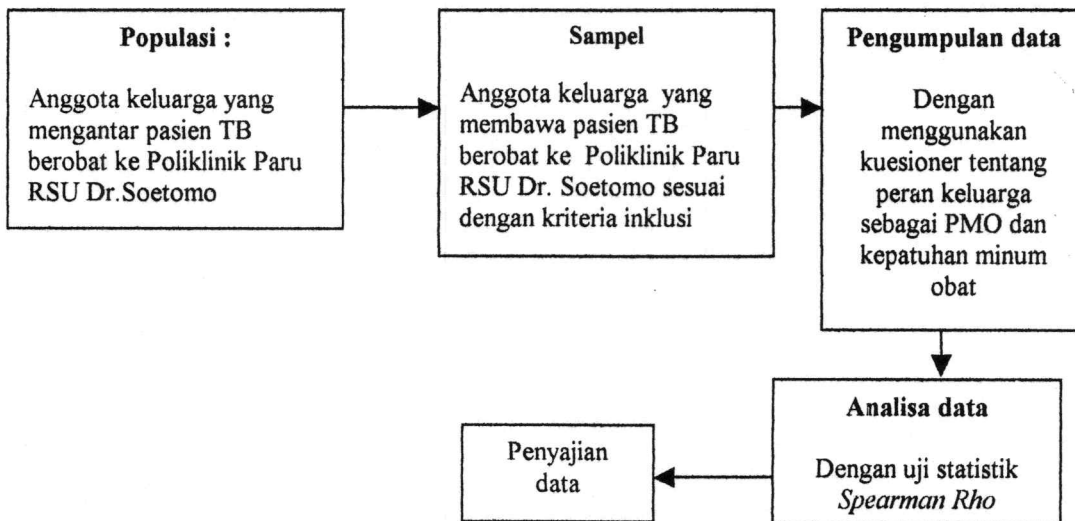 Populasi :
Anggota keluarga yang
mengantar pasien TB
berobat ke Poliklinik Paru
RSU Dr.Soetomo
Sampel
Anggota keluarga yang
membawa pasien TB
berobat ke Poliklinik Paru
RSU Dr. Soetomo sesuai
dengan kriteria inklusi
Pengumpulan data
Dengan
menggunakan
kuesioner tentang
peran keluarga
sebagai PMO dan
kepatuhan minum
obat
Analisa data
Dengan uji statistik
Spearman Rho
Penyajian
data